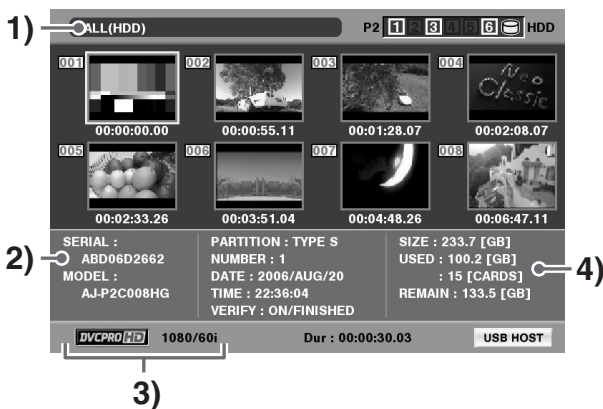 1)
ALL(HDD)
P2 1 2 3 4 5 6 HDD
001 002 003 004
Neo
Classic
00:00:00.00 00:00:55.11 00:01:28.07 00:02:08.07
005 006 007 008
00:02:33.26 00:03:51.04 00:04:48.26 00:06:47.11
2)
SERIAL :
ABD06D2662
MODEL :
AJ-P2C008HG
PARTITION : TYPE S
NUMBER : 1
DATE : 2006/AUG/20
TIME : 22:36:04
VERIFY : ON/FINISHED
SIZE : 233.7 [GB]
USED : 100.2 [GB]
: 15 [CARDS]
REMAIN : 133.5 [GB]
4)
DVCPRO HD 1080/60i Dur : 00:00:30.03 USB HOST
3)